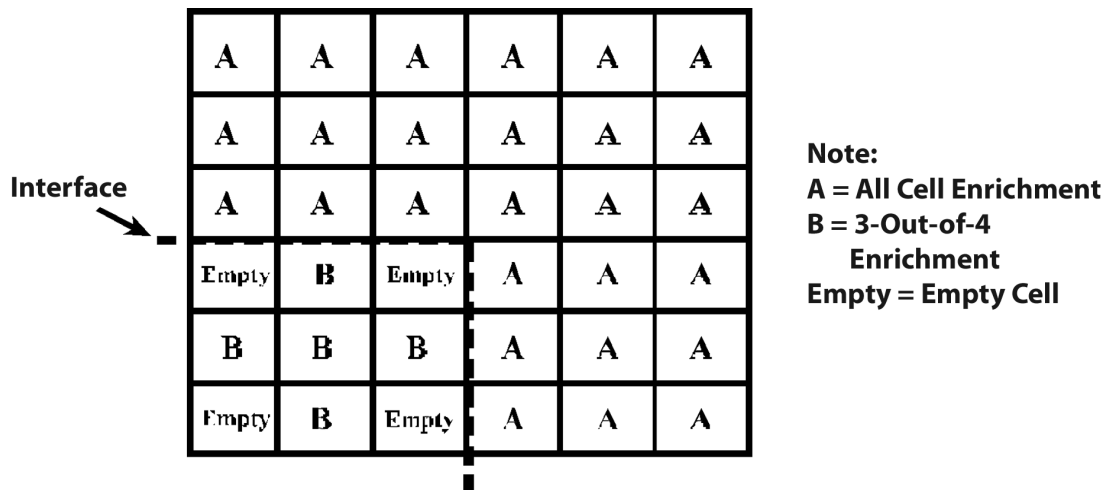 A A A A A A
A A A A A A
A A A A A A
Interface
Empty B Empty A A A
B B B A A A
Empty B Empty A A A
Note:
A = All Cell Enrichment
B = 3-Out-of-4
Enrichment
Empty = Empty Cell